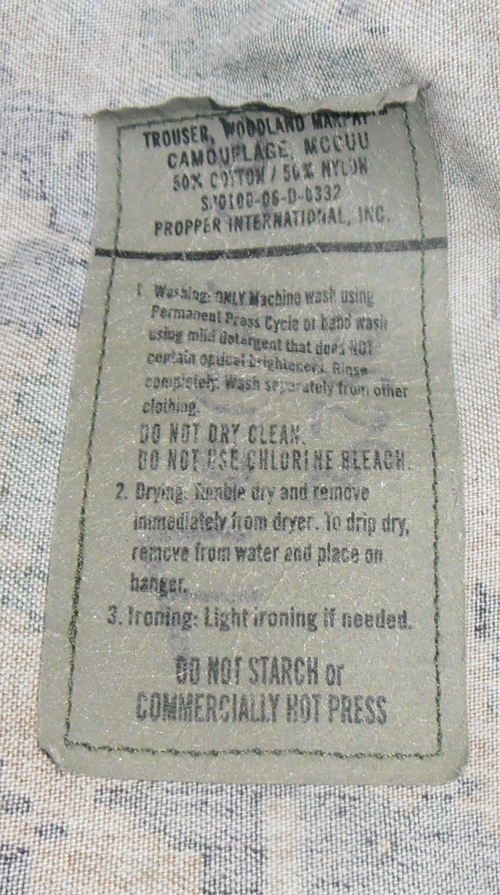 TROUSER, WOODLAND MARPAT™
CAMOUFLAGE, MCCUU
50% COTTON / 50% NYLON
SPO100-06-D-0332
PROPPER INTERNATIONAL, INC.
1 Washing: ONLY Machine wash using
Permanent Press Cycle or hand wash
using mild detergent that does NOT
contain optical brighteners. Rinse
completely. Wash separately from other
clothing.
DO NOT DRY CLEAN.
DO NOT USE CHLORINE BLEACH.
2. Drying: Tumble dry and remove
immediately from dryer. To drip dry,
remove from water and place on
hanger.
3. Ironing: Light ironing if needed.
DO NOT STARCH or
COMMERCIALLY HOT PRESS